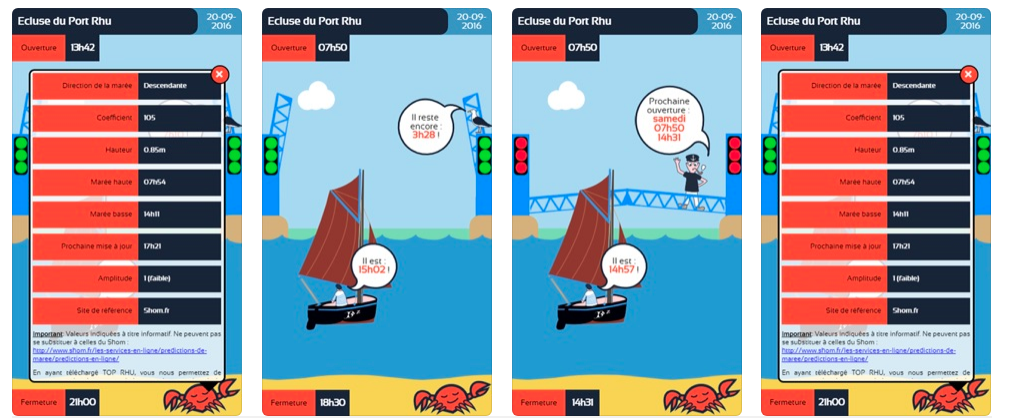 Ecluse du Port Rhu
20-09-
2016
Ouverture 13h42
Direction de la marée Descendante
Coefficient 105
Hauteur 0.85m
Marée haute 07h54
Marée basse 14h11
Prochaine mise à jour 17h21
Amplitude 1 (faible)
Site de référence Shom.fr
Important: Valeurs indiquées à titre informatif. Ne peuvent pas
se substituer à celles du Shom :
http://www.shom.fr/les-services-en-ligne/predictions-de-
maree/predictions-en-ligne/
En ayant téléchargé TOP RHU, vous nous permettez de
Fermeture 21h00
Ecluse du Port Rhu
20-09-
2016
Ouverture 07h50
Il reste
encore :
3h28 !
Il est :
15h02 !
Fermeture 18h30
Ecluse du Port Rhu
20-09-
2016
Ouverture 07h50
Prochaine
ouverture :
samedi
07h50
14h31
Il est :
14h57 !
Fermeture 14h31
Ecluse du Port Rhu
20-09-
2016
Ouverture 13h42
Direction de la marée Descendante
Coefficient 105
Hauteur 0.85m
Marée haute 07h54
Marée basse 14h11
Prochaine mise à jour 17h21
Amplitude 1 (faible)
Site de référence Shom.fr
Important: Valeurs indiquées à titre informatif. Ne peuvent pas
se substituer à celles du Shom :
http://www.shom.fr/les-services-en-ligne/predictions-de-
maree/predictions-en-ligne/
En ayant téléchargé TOP RHU, vous nous permettez de
Fermeture 21h00